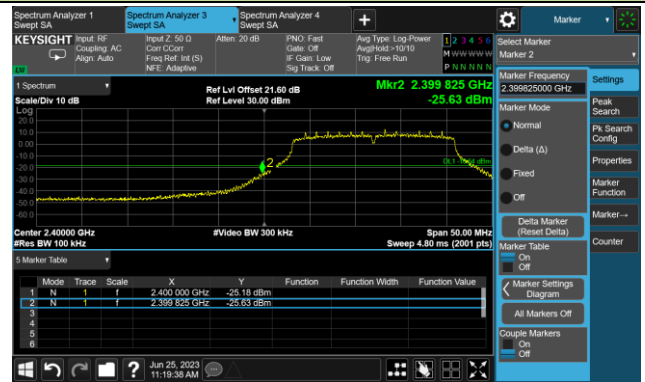 Spectrum Analyzer 1
Swept SA
Spectrum Analyzer 3
Swept SA
Spectrum Analyzer 4
Swept SA
Marker
KEYSIGHT
Input: RF
Coupling: AC
Align: Auto
Input Z: 50 Ω
Corr CCorr
Freq Ref: Int (S)
NFE: Adaptive
Atten: 20 dB
PNO: Fast
Gate: Off
IF Gain: Low
Sig Track: Off
Avg Type: Log-Power
Avg|Hold:>10/10
Trig: Free Run
1 2 3 4 5 6
M W W W W W
P N N N N N
Select Marker
Marker 2
1 Spectrum
Scale/Div 10 dB
Log
Ref Lvl Offset 21.60 dB
Ref Level 30.00 dBm
Mkr2 2.399 825 GHz
-25.63 dBm
20.0
10.0
0.00
-10.0
-20.0
-30.0
-40.0
-50.0
-60.0
2
Center 2.40000 GHz
#Res BW 100 kHz
#Video BW 300 kHz
Span 50.00 MHz
Sweep 4.80 ms (2001 pts)
5 Marker Table
Mode Trace Scale X Y Function Function Width Function Value
1 N 1 f 2.400 000 GHz -25.18 dBm
2 N 1 f 2.399 825 GHz -25.63 dBm
3
4
5
6
Marker Frequency
2.399825000 GHz
Marker Mode
Normal
Delta (Δ)
Fixed
Off
Delta Marker
(Reset Delta)
Marker Table
On
Off
Marker Settings
Diagram
All Markers Off
Couple Markers
On
Off
Settings
Peak
Search
Pk Search
Config
Properties
Marker
Function
Marker→
Counter
Jun 25, 2023
11:19:38 AM